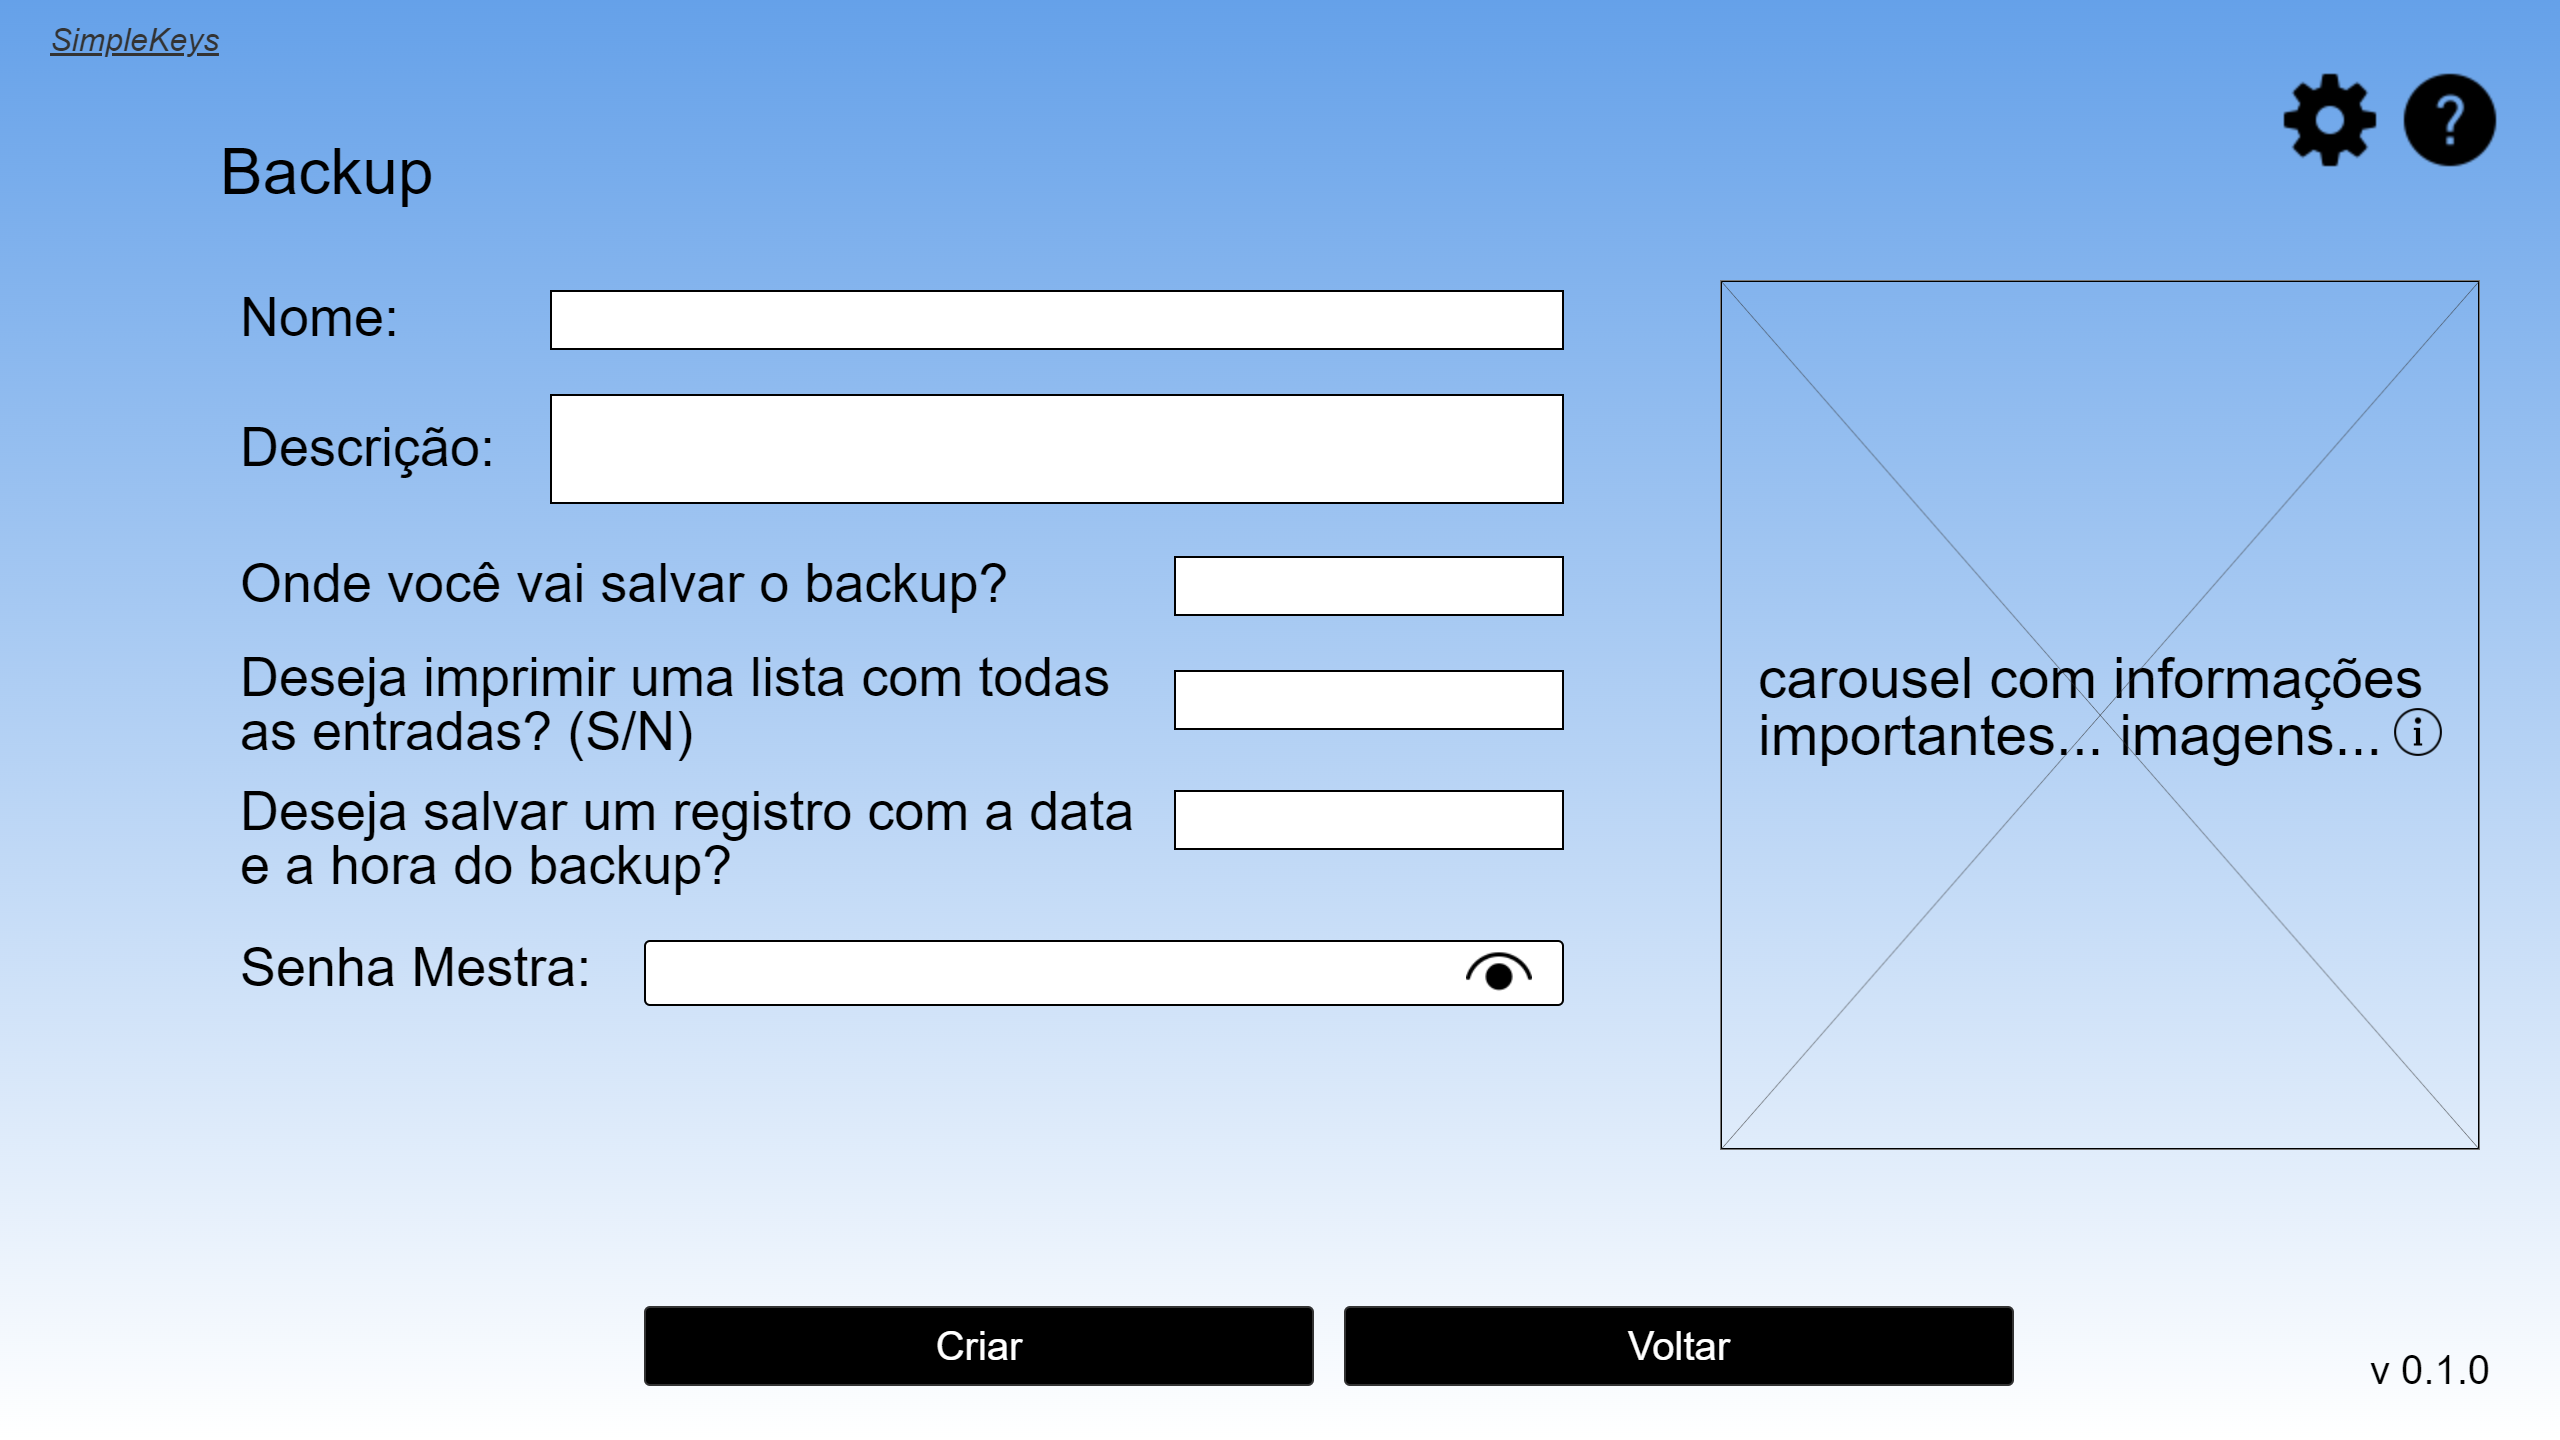 SimpleKeys
Backup
Nome:
Descrição:
Onde você vai salvar o backup?
Deseja imprimir uma lista com todas
as entradas? (S/N)
Deseja salvar um registro com a data
e a hora do backup?
Senha Mestra:
carousel com informações
importantes... imagens...
Criar
Voltar
v 0.1.0